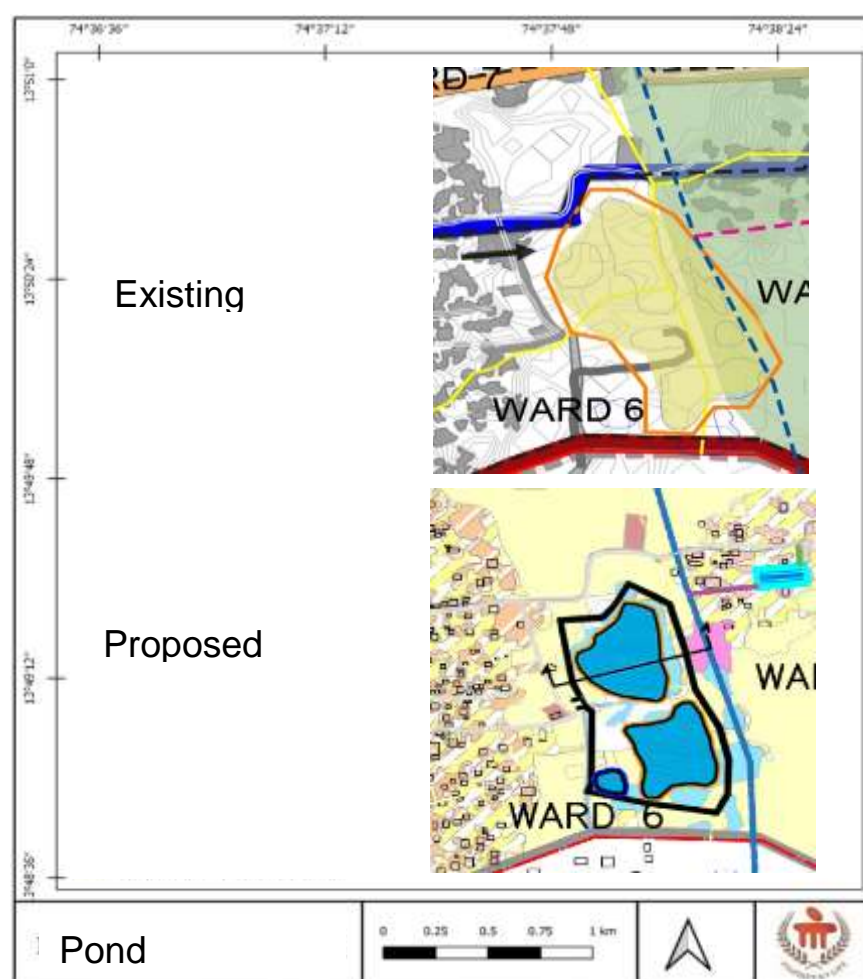 74°36'36" 74°37'12" 74°37'48" 74°38'24"
13°51'0"
RD 7
13°50'24"
Existing
WA
WARD 6
13°49'48"
Proposed
13°49'12"
WA
WARD 6
13°48'36"
Pond
0 0.25 0.5 0.75 1 km